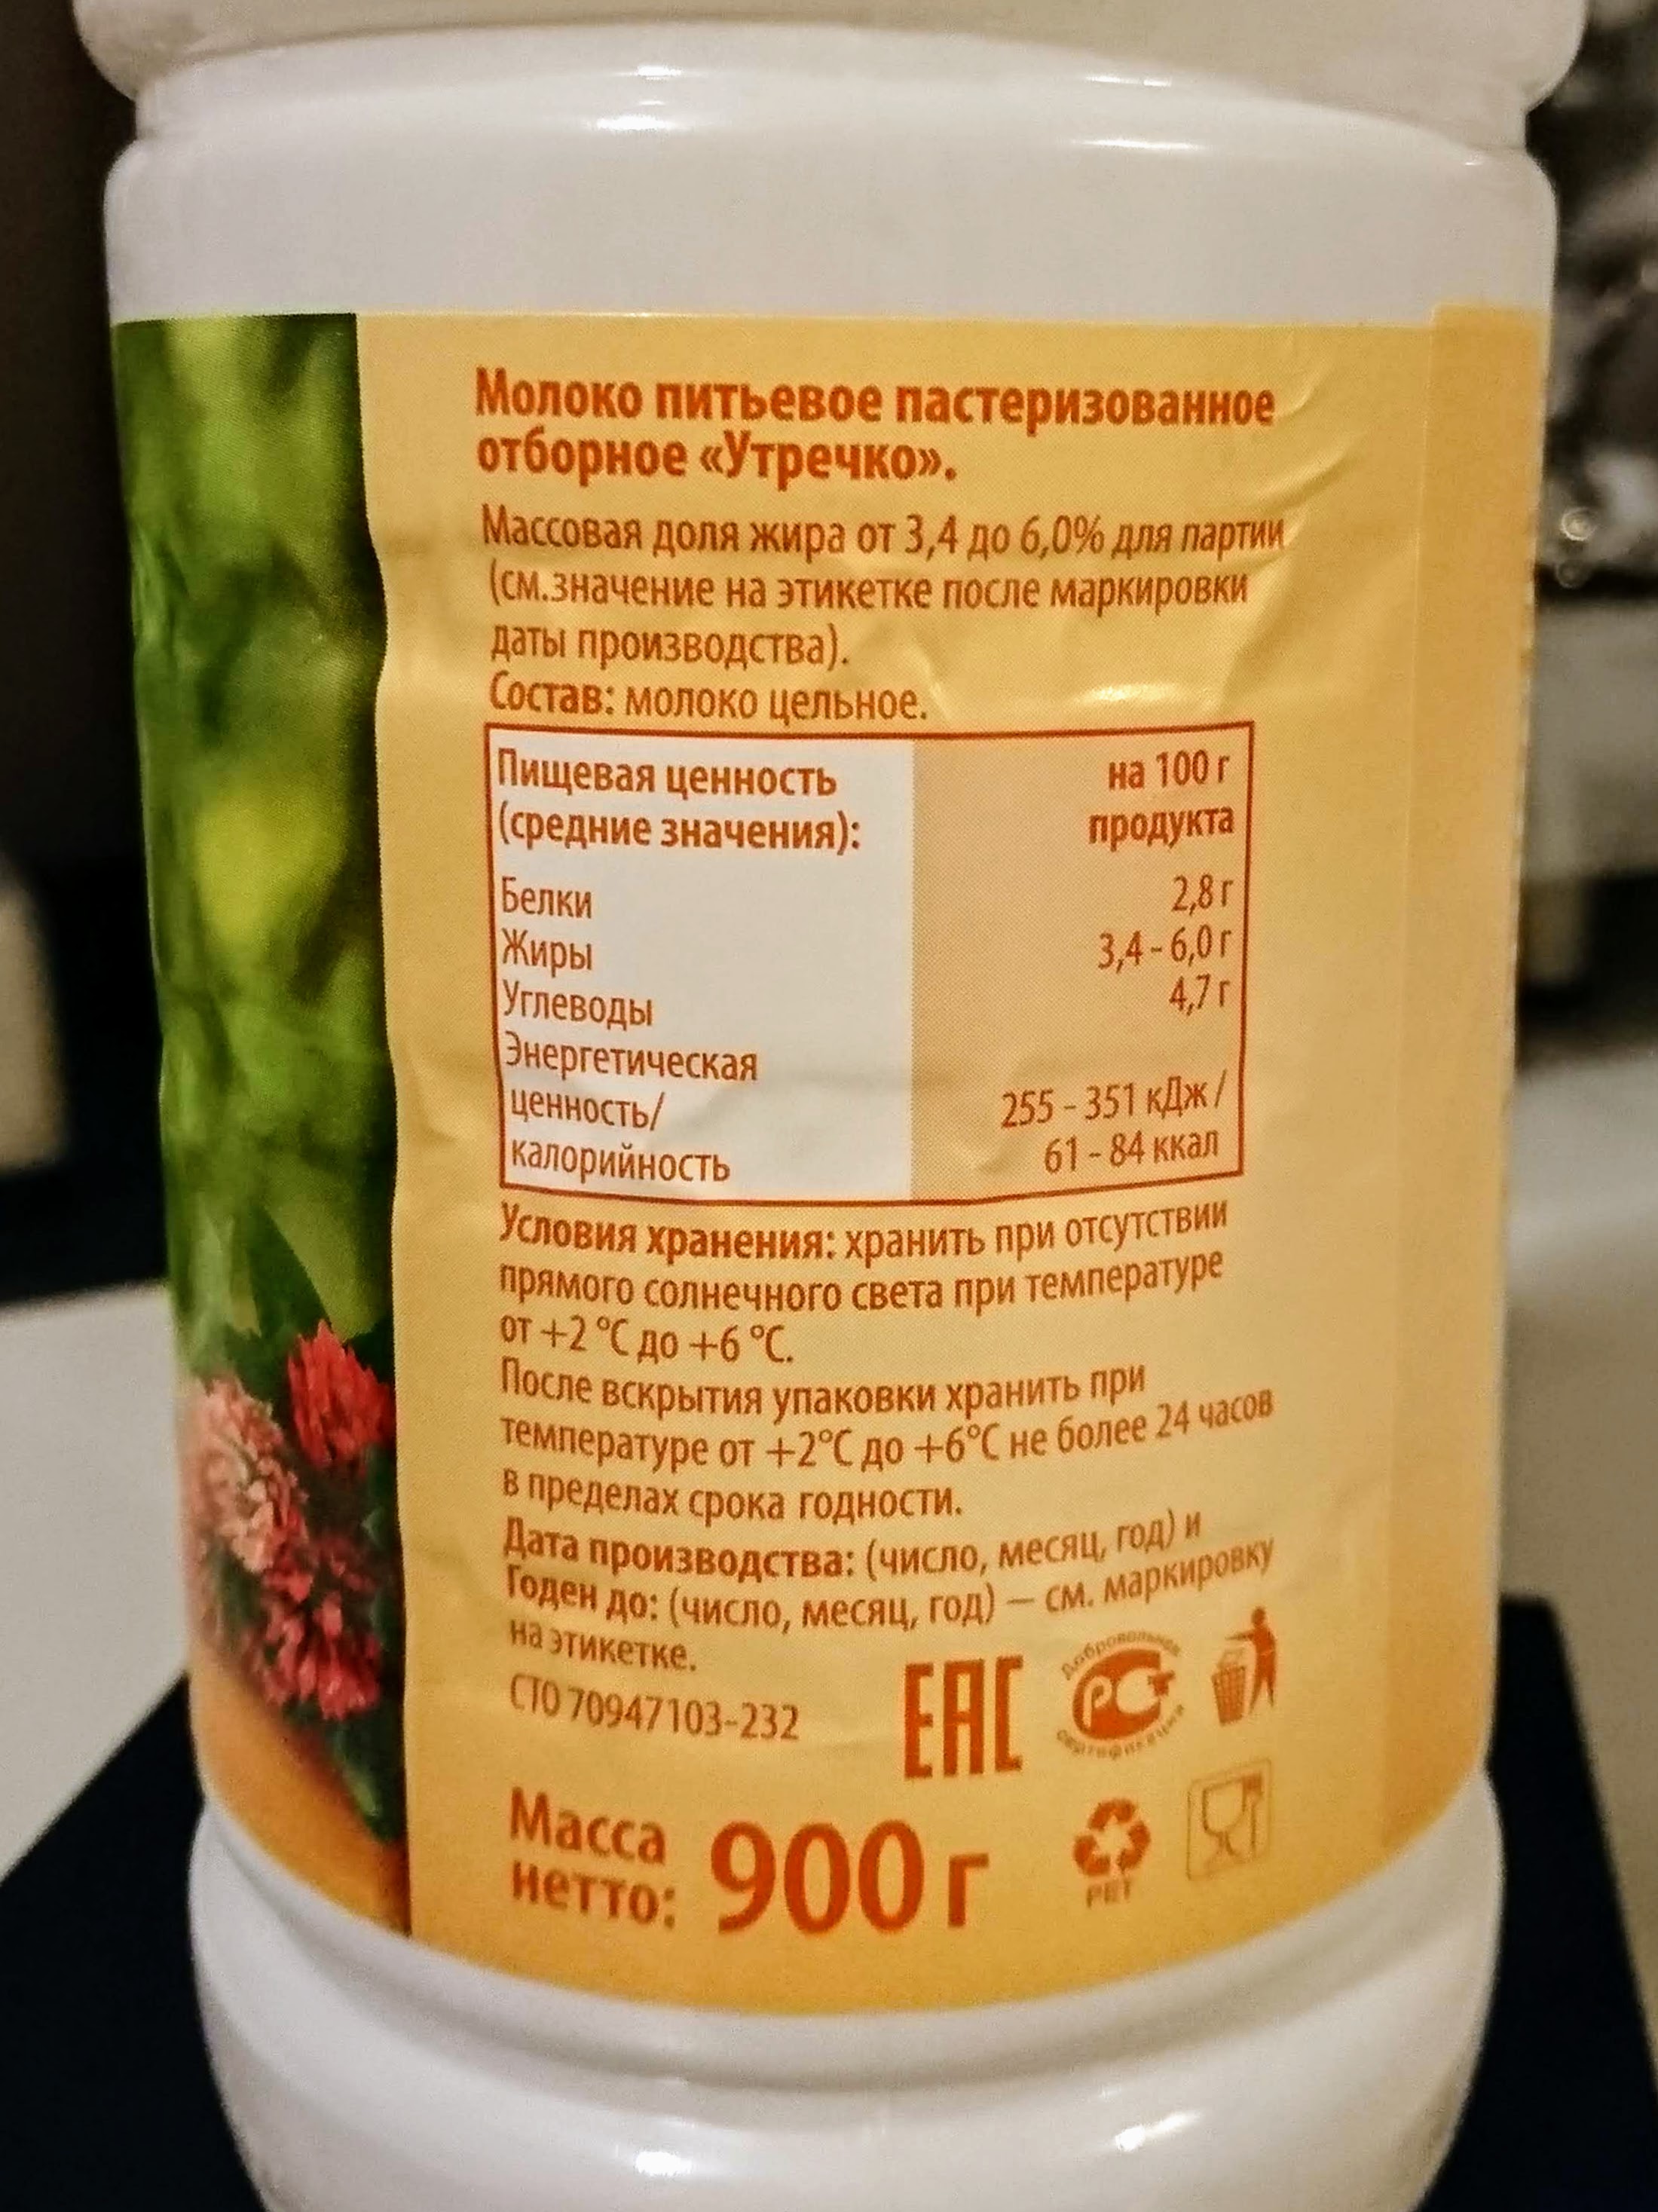 Молоко питьевое пастеризованное
отборное «Утречко».
Массовая доля жира от 3,4 до 6,0% для партии
(см.значение на этикетке после маркировки
даты производства).
Состав: молоко цельное.
Пищевая ценность
(средние значения):
на 100 г
продукта
Белки 2,8 г
Жиры 3,4 - 6,0 г
Углеводы 4,7 г
Энергетическая
ценность/ 255 - 351 кДж /
калорийность 61 - 84 ккал
Условия хранения: хранить при отсутствии
прямого солнечного света при температуре
от +2 °С до +6 °С.
После вскрытия упаковки хранить при
температуре от +2°С до +6°С не более 24 часов
в пределах срока годности.
Дата производства: (число, месяц, год) и
Годен до: (число, месяц, год) — см. маркировку
на этикетке.
СТО 70947103-232
ЕАС
Добровольная
РСТ
сертификация
Масса
нетто: 900 г
PET